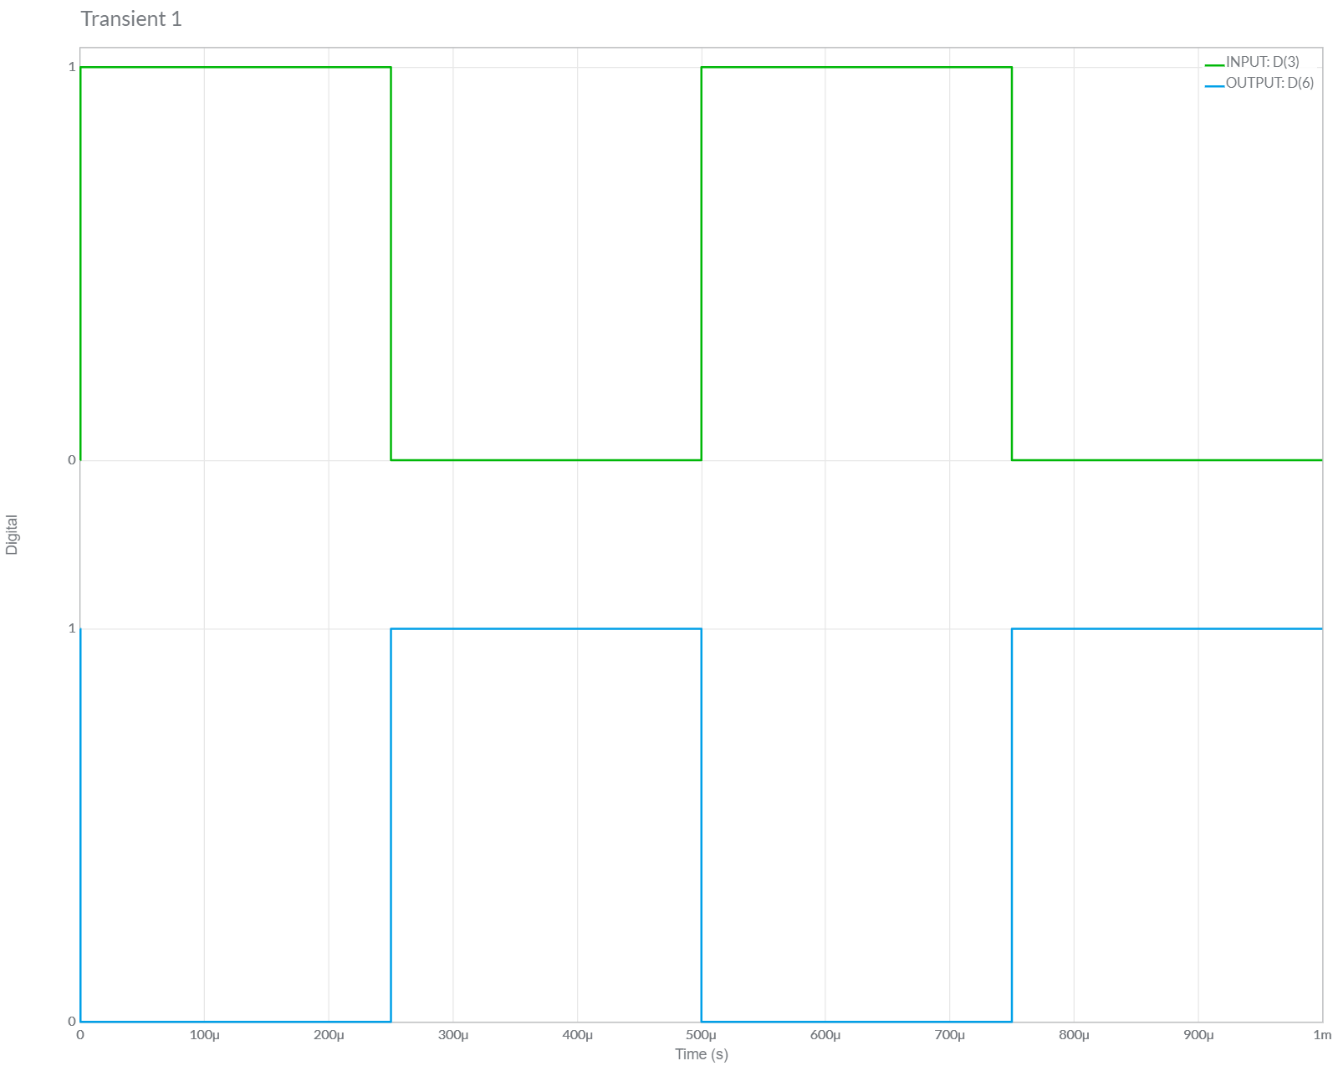 Transient 1
INPUT: D(3)
OUTPUT: D(6)
1
0
Digital
1
0
0 100µ 200µ 300µ 400µ 500µ 600µ 700µ 800µ 900µ 1m
Time (s)